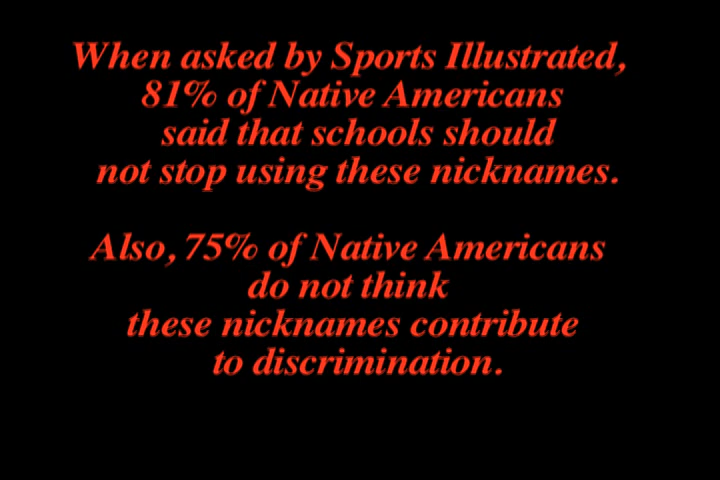 When asked by Sports Illustrated,
81% of Native Americans
said that schools should
not stop using these nicknames.
Also, 75% of Native Americans
do not think
these nicknames contribute
to discrimination.